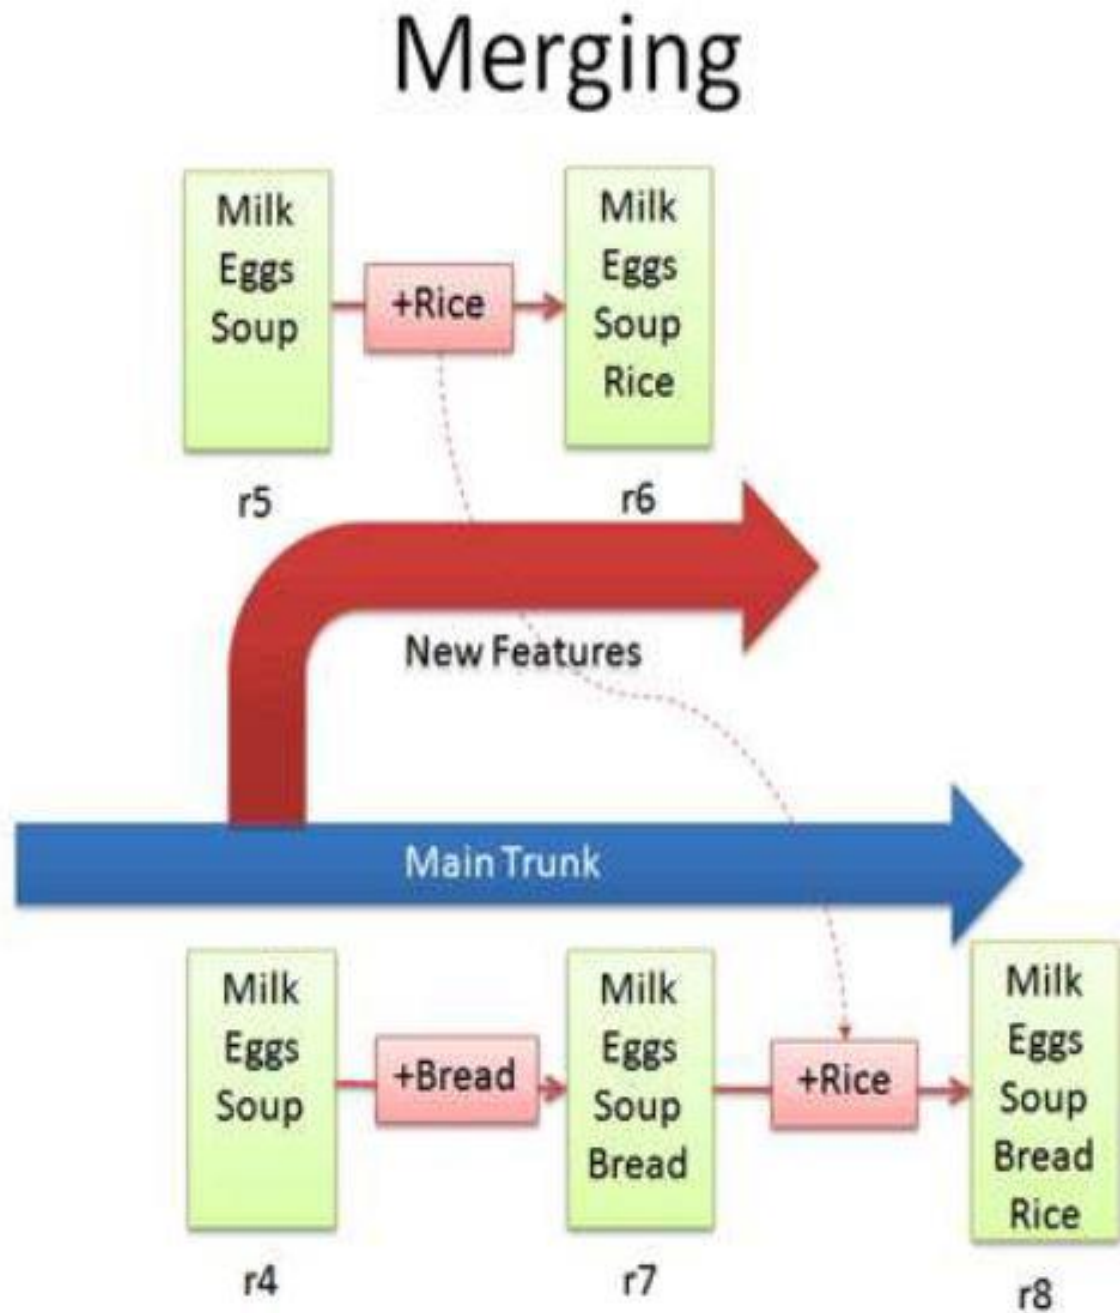 Merging
Milk
Eggs
Soup
+Rice
Milk
Eggs
Soup
Rice
r5
r6
New Features
Main Trunk
Milk
Eggs
Soup
+Bread
Milk
Eggs
Soup
Bread
+Rice
Milk
Eggs
Soup
Bread
Rice
r4
r7
r8